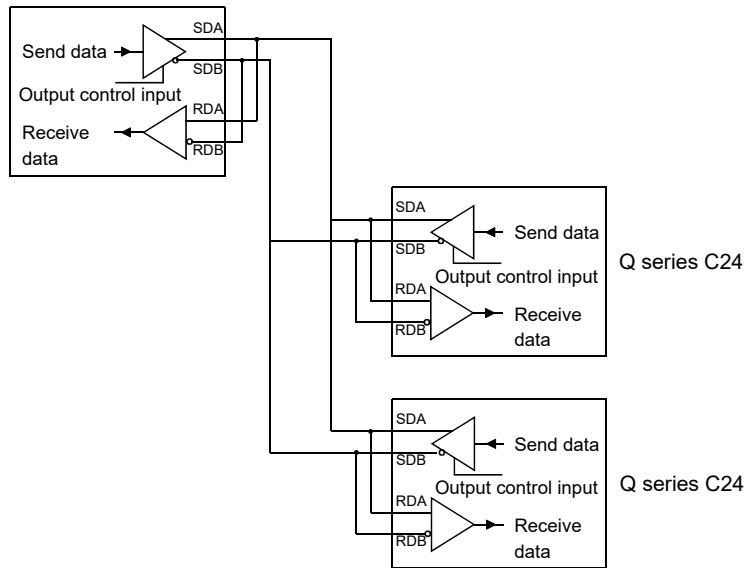 SDA
Send data
SDB
Output control input
RDA
Receive
data
RDB
SDA
Send data
SDB
Q series C24
Output control input
RDA
Receive
data
RDB
SDA
Send data
SDB
Q series C24
Output control input
RDA
Receive
data
RDB